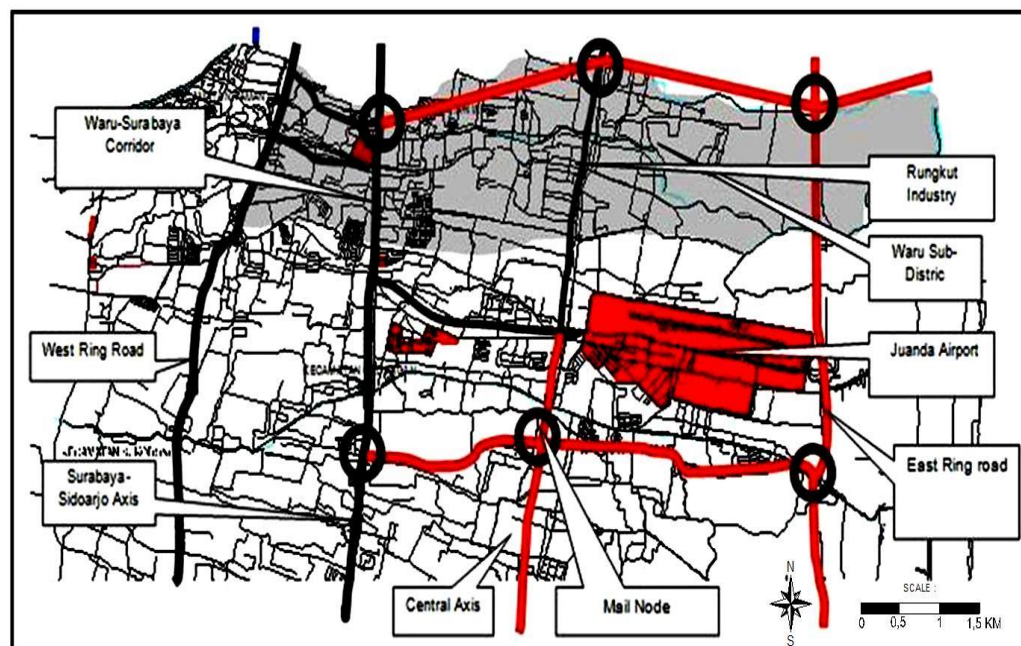 Waru-Surabaya
Corridor
Rungkut
Industry
Waru Sub-
Distric
West Ring Road
Juanda Airport
East Ring road
Surabaya-
Sidoarjo Axis
Central Axis
Mail Node
N
S
SCALE :
0 0,5 1 1,5 KM